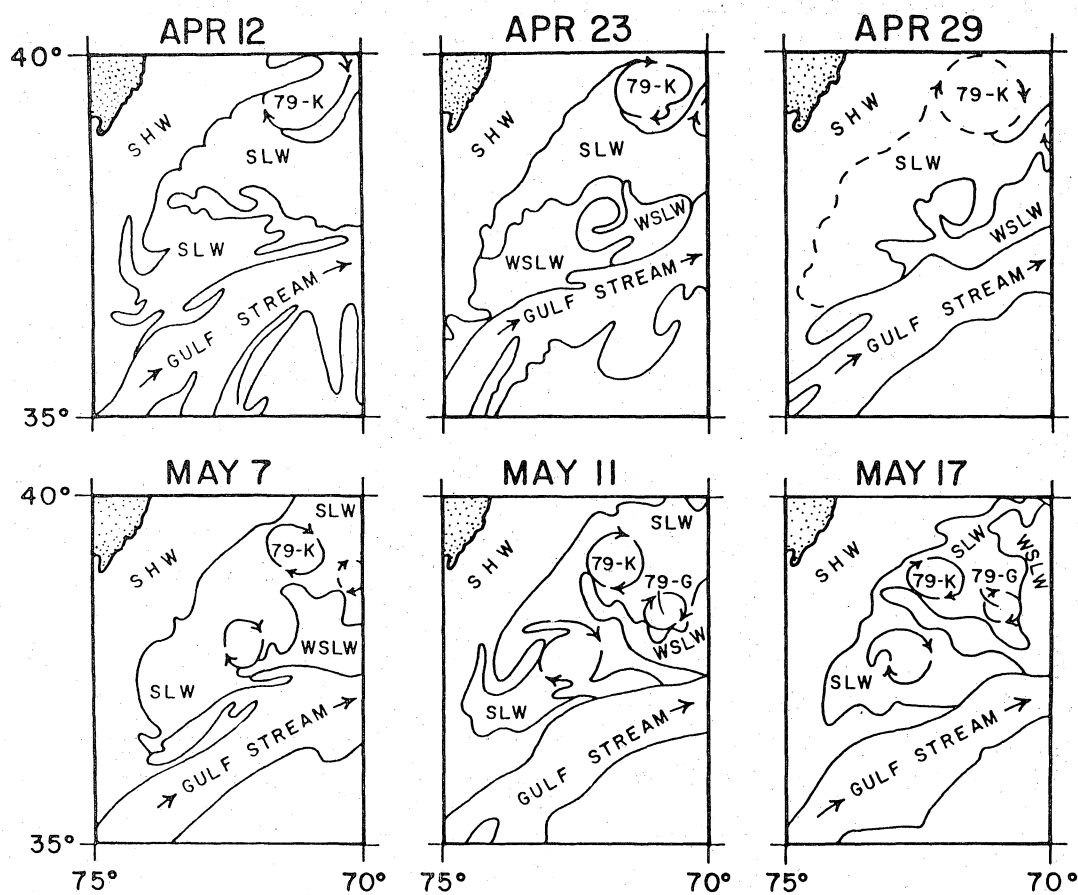 APR 12
APR 23
APR 29
40°
79-K
SHW
SLW
SLW
GULF STREAM
35°
79-K
SHW
SLW
WSLW
WSLW
GULF STREAM
79-K
SHW
SLW
WSLW
GULF STREAM
MAY 7
MAY 11
MAY 17
40°
SLW
79-K
SHW
WSLW
SLW
GULF STREAM
35°
75°
70°
SLW
79-K
SHW
79-G
WSLW
SLW
GULF STREAM
75°
70°
SLW
WSLW
SHW
79-K
79-G
SLW
GULF STREAM
75°
70°